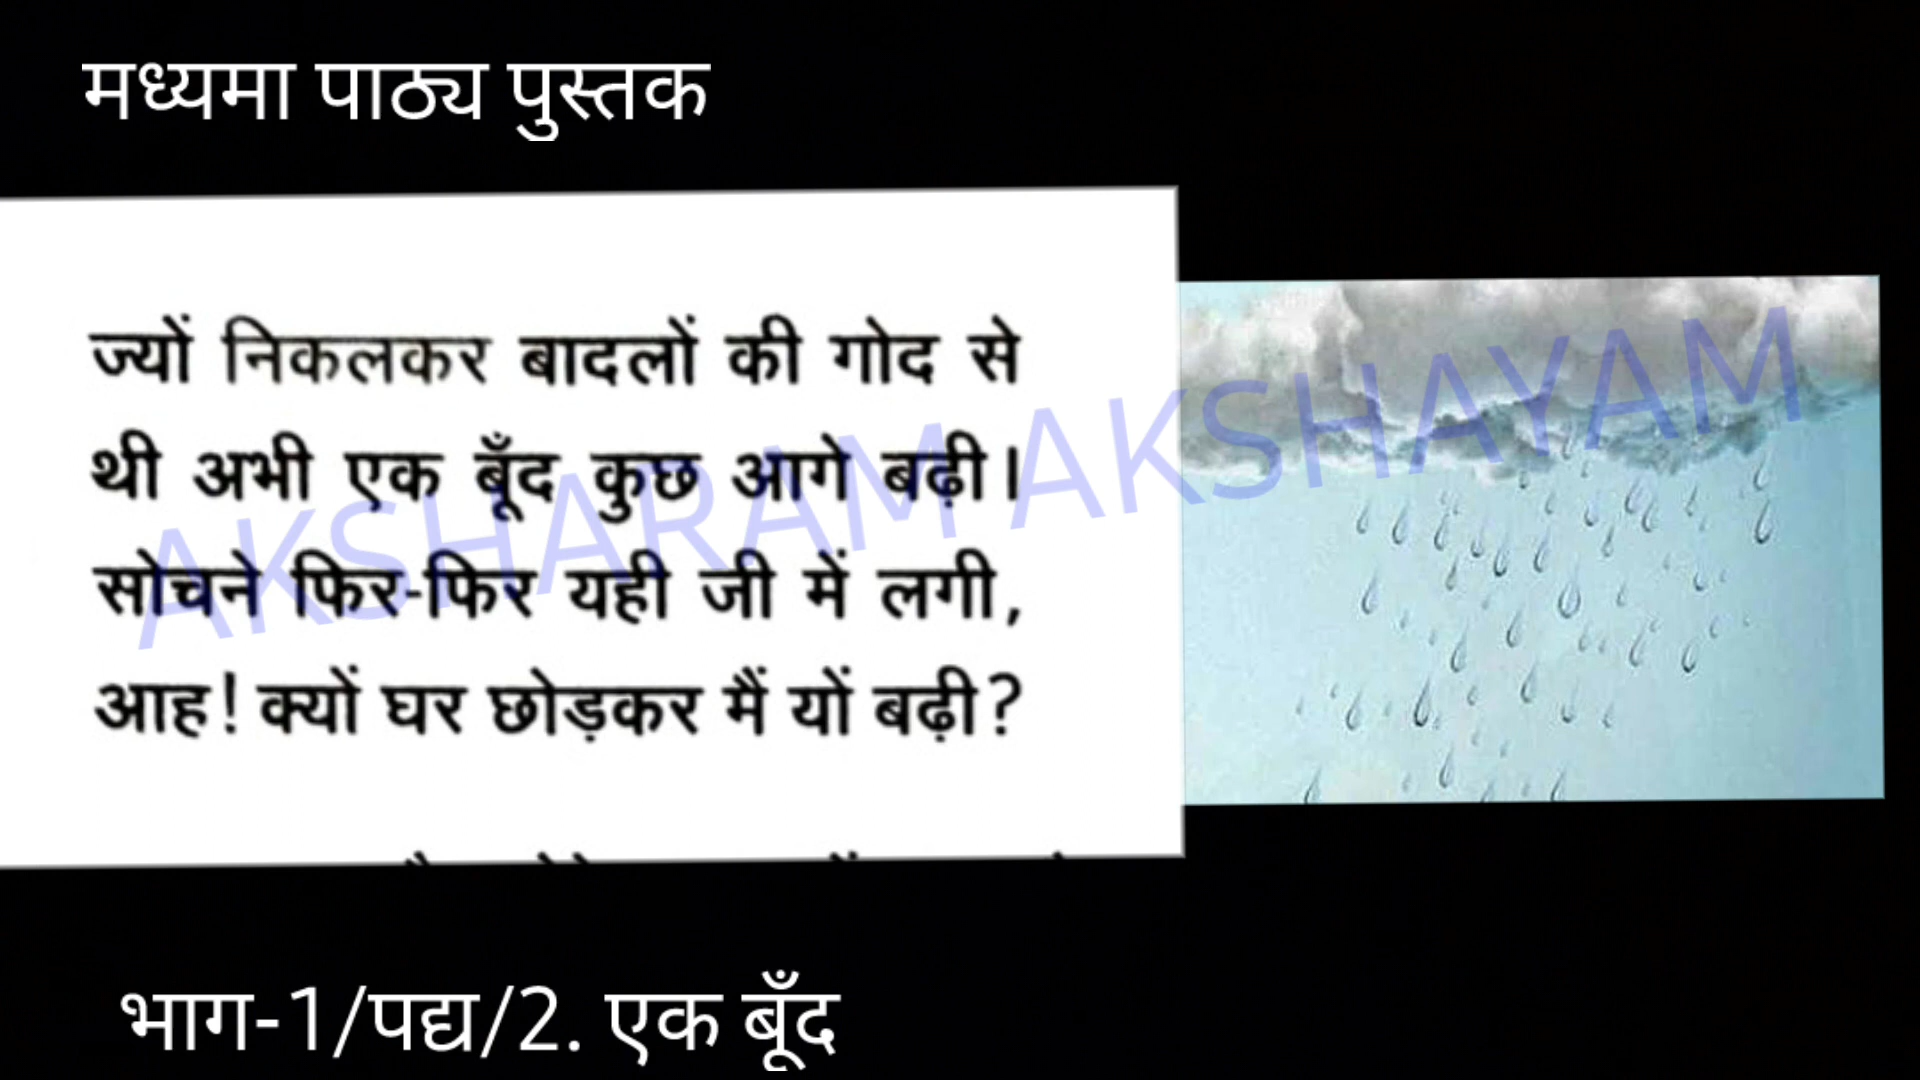 मध्यमा पाठ्य पुस्तक
ज्यों निकलकर बादलों की गोद से
थी अभी एक बूँद कुछ आगे बढ़ी।
सोचने फिर-फिर यही जी में लगी,
आह! क्यों घर छोड़कर मैं यों बढ़ी?
AKSHARAM AKSHAYAM
भाग-1/पद्य/2. एक बूँद